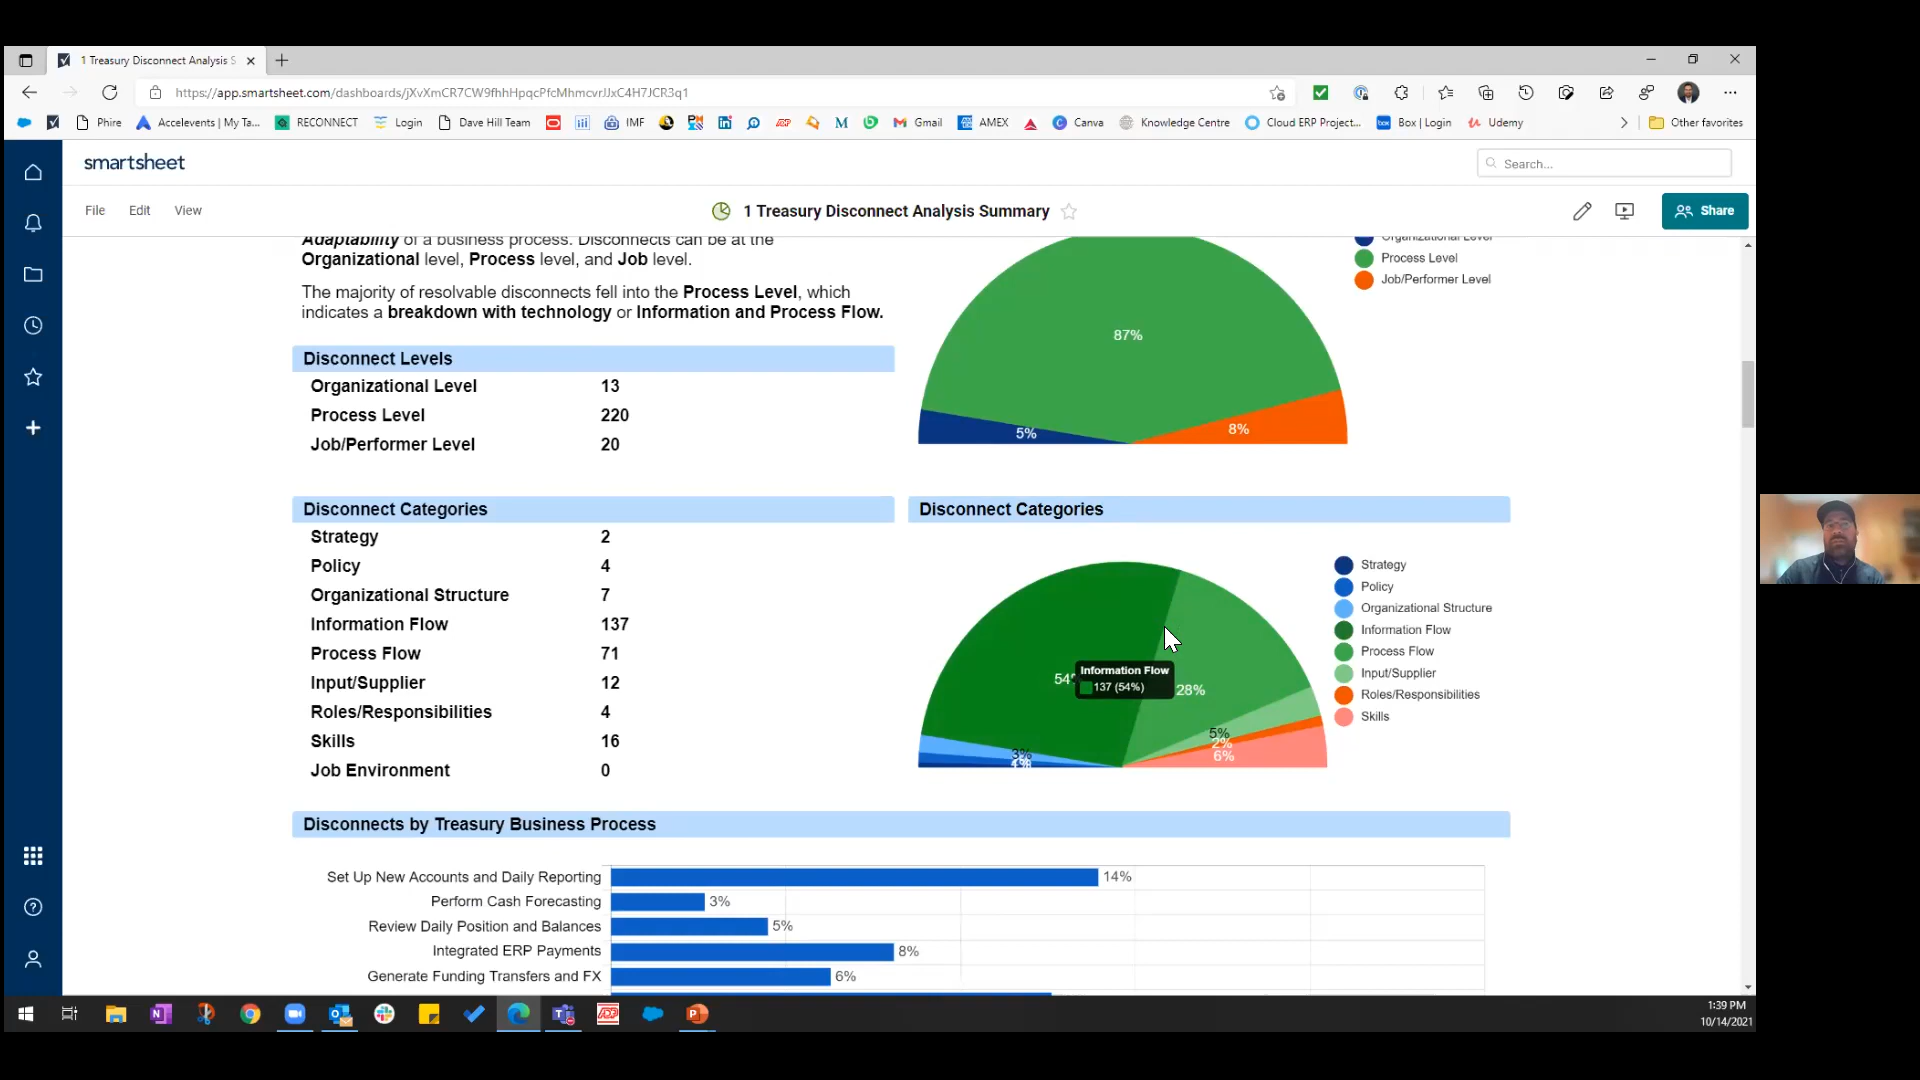 1 Treasury Disconnect Analysis S
https://app.smartsheet.com/dashboards/jXvXmCR7CW9fhhHpqcPfcMhmcvrJJxC4H7JCR3q1
Phire
Accelevents | My Ta...
RECONNECT
Login
Dave Hill Team
IMF
Gmail
AMEX
Canva
Knowledge Centre
Cloud ERP Project...
Box | Login
Udemy
Other favorites
smartsheet
Search...
File Edit View
1 Treasury Disconnect Analysis Summary
Share
Adaptability of a business process. Disconnects can be at the
Organizational level, Process level, and Job level.
The majority of resolvable disconnects fell into the Process Level, which
indicates a breakdown with technology or Information and Process Flow.
Organizational Level
Process Level
Job/Performer Level
87%
5%
8%
Disconnect Levels
Organizational Level 13
Process Level 220
Job/Performer Level 20
Disconnect Categories
Strategy 2
Policy 4
Organizational Structure 7
Information Flow 137
Process Flow 71
Input/Supplier 12
Roles/Responsibilities 4
Skills 16
Job Environment 0
Disconnect Categories
Strategy
Policy
Organizational Structure
Information Flow
Process Flow
Input/Supplier
Roles/Responsibilities
Skills
Information Flow
137 (54%)
28%
5%
2%
6%
3%
Disconnects by Treasury Business Process
Set Up New Accounts and Daily Reporting 14%
Perform Cash Forecasting 3%
Review Daily Position and Balances 5%
Integrated ERP Payments 8%
Generate Funding Transfers and FX 6%
1:39 PM
10/14/2021